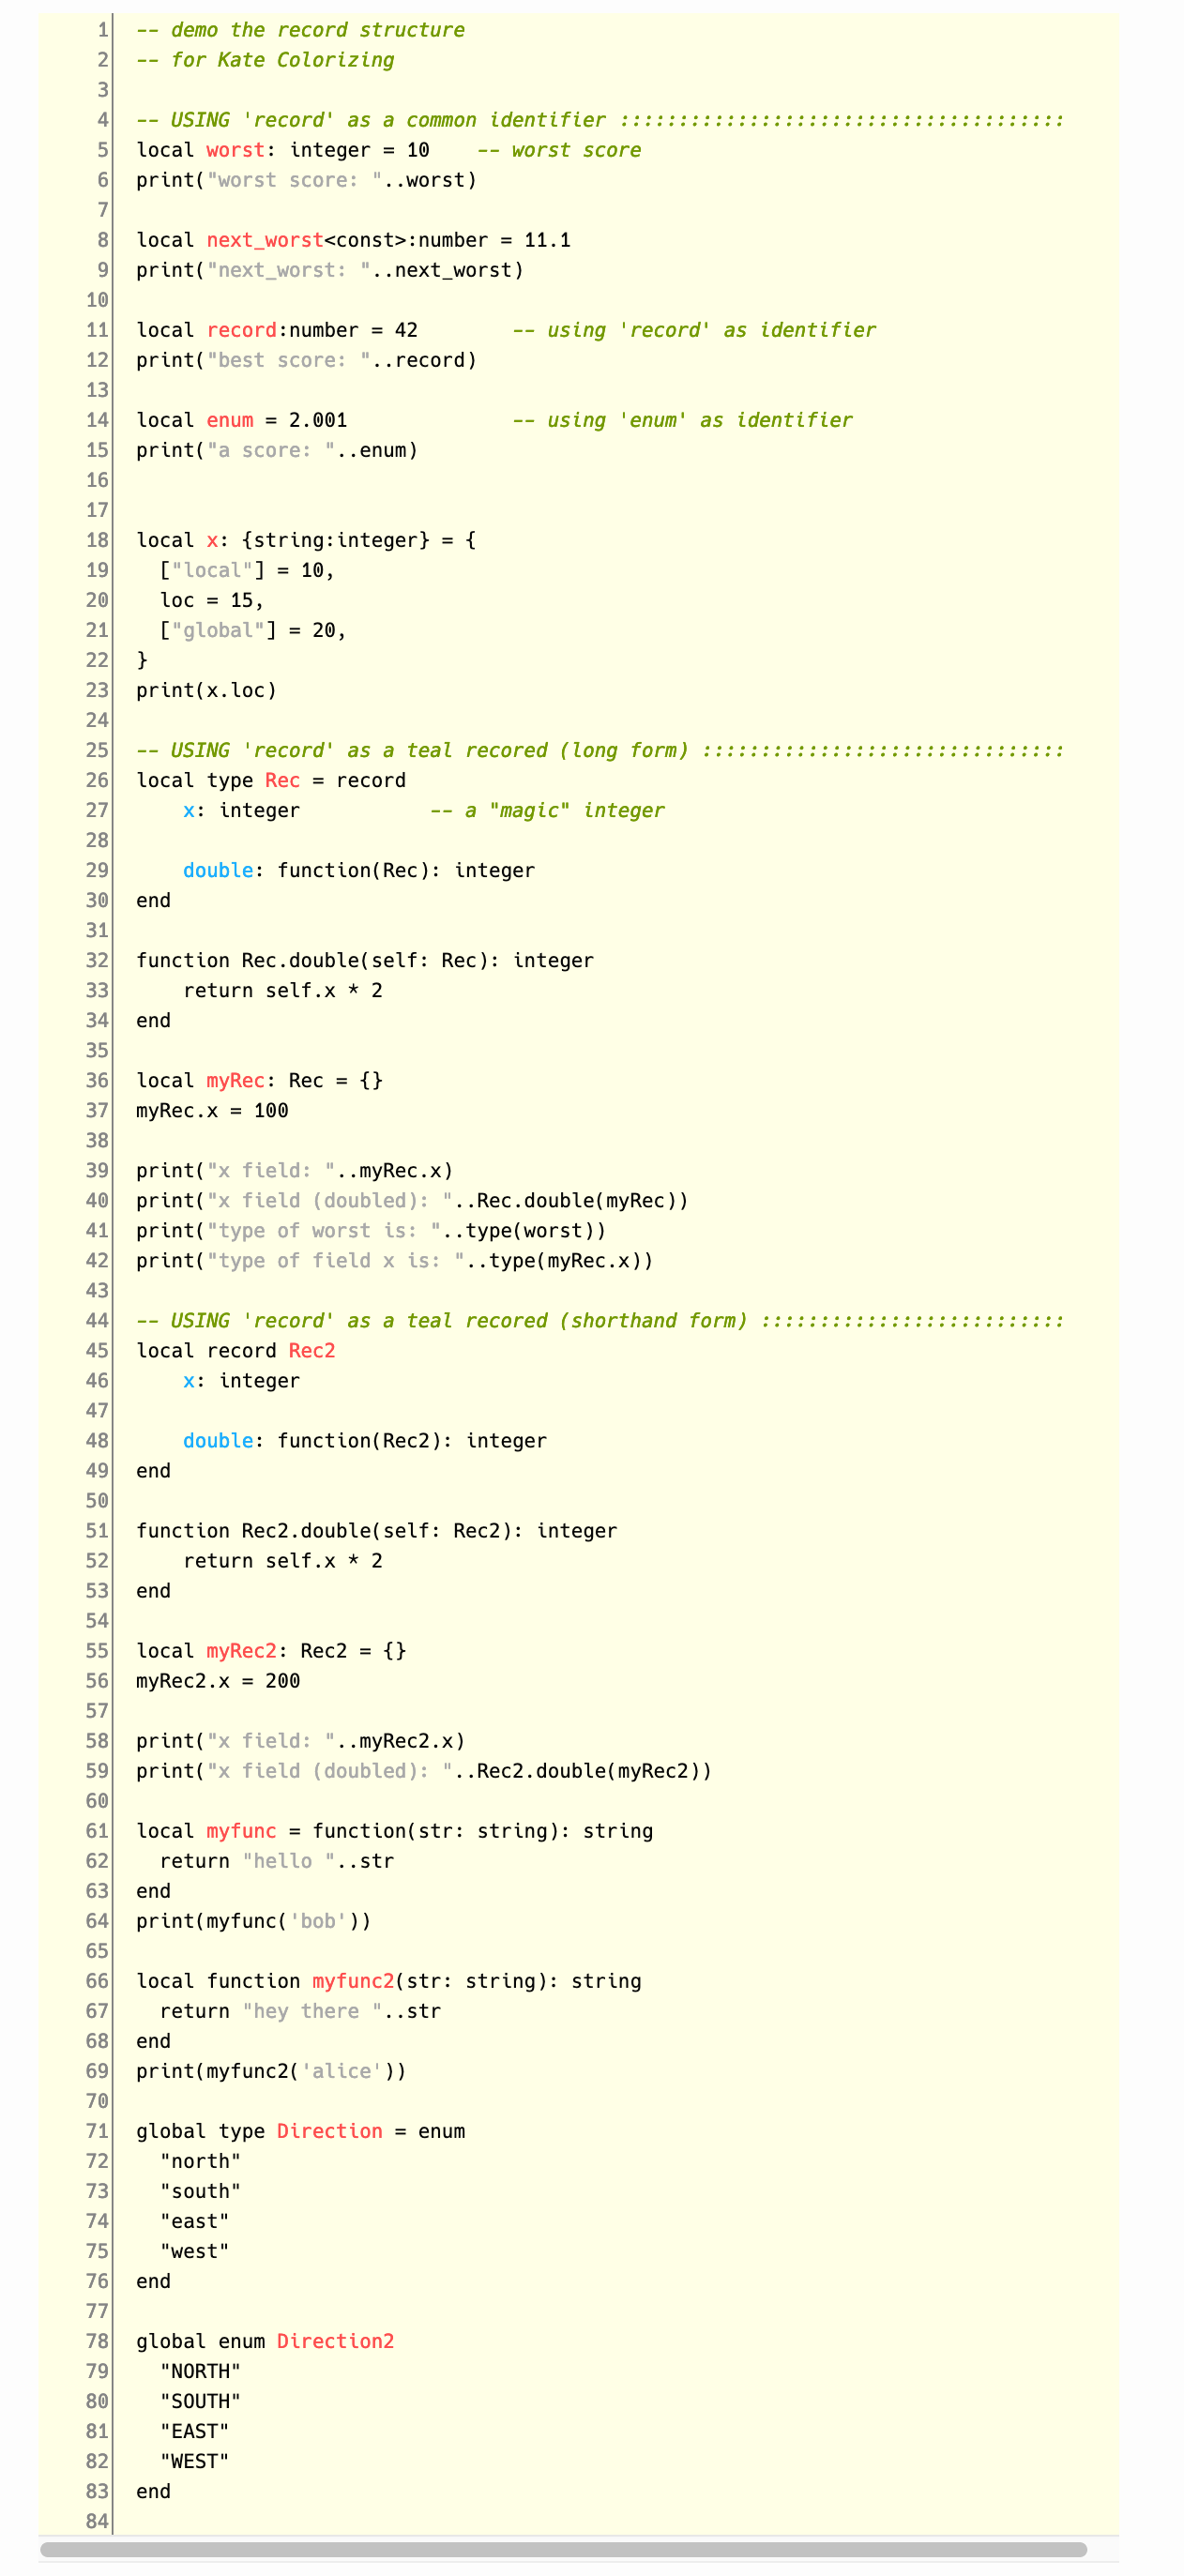 1 -- demo the record structure
2 -- for Kate Colorizing
3
4 -- USING 'record' as a common identifier ::::::::::::::::::::::::::::::::::::::
5 local worst: integer = 10    -- worst score
6 print("worst score: "..worst)
7
8 local next_worst<const>:number = 11.1
9 print("next_worst: "..next_worst)
10
11 local record:number = 42        -- using 'record' as identifier
12 print("best score: "..record)
13
14 local enum = 2.001              -- using 'enum' as identifier
15 print("a score: "..enum)
16
17
18 local x: {string:integer} = {
19   ["local"] = 10,
20   loc = 15,
21   ["global"] = 20,
22 }
23 print(x.loc)
24
25 -- USING 'record' as a teal recored (long form) :::::::::::::::::::::::::::::::
26 local type Rec = record
27     x: integer           -- a "magic" integer
28
29     double: function(Rec): integer
30 end
31
32 function Rec.double(self: Rec): integer
33     return self.x * 2
34 end
35
36 local myRec: Rec = {}
37 myRec.x = 100
38
39 print("x field: "..myRec.x)
40 print("x field (doubled): "..Rec.double(myRec))
41 print("type of worst is: "..type(worst))
42 print("type of field x is: "..type(myRec.x))
43
44 -- USING 'record' as a teal recored (shorthand form) ::::::::::::::::::::::::::
45 local record Rec2
46     x: integer
47
48     double: function(Rec2): integer
49 end
50
51 function Rec2.double(self: Rec2): integer
52     return self.x * 2
53 end
54
55 local myRec2: Rec2 = {}
56 myRec2.x = 200
57
58 print("x field: "..myRec2.x)
59 print("x field (doubled): "..Rec2.double(myRec2))
60
61 local myfunc = function(str: string): string
62   return "hello "..str
63 end
64 print(myfunc('bob'))
65
66 local function myfunc2(str: string): string
67   return "hey there "..str
68 end
69 print(myfunc2('alice'))
70
71 global type Direction = enum
72   "north"
73   "south"
74   "east"
75   "west"
76 end
77
78 global enum Direction2
79   "NORTH"
80   "SOUTH"
81   "EAST"
82   "WEST"
83 end
84